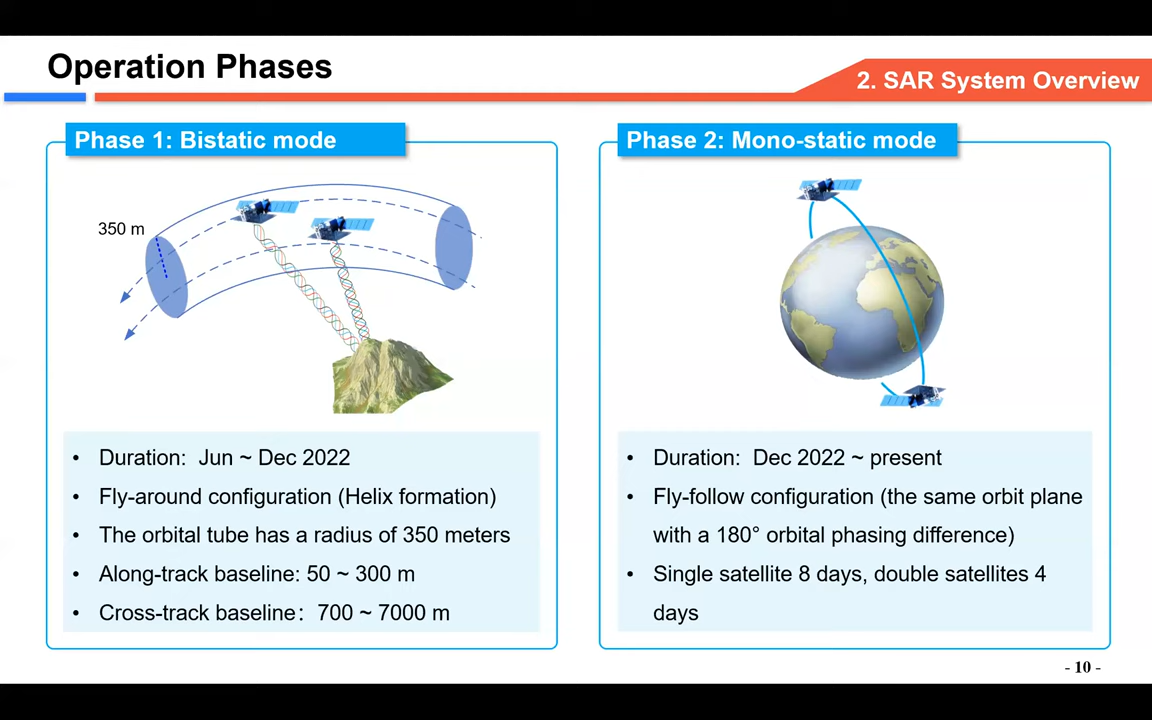 Operation Phases
2. SAR System Overview
Phase 1: Bistatic mode
350 m
• Duration: Jun ~ Dec 2022
• Fly-around configuration (Helix formation)
• The orbital tube has a radius of 350 meters
• Along-track baseline: 50 ~ 300 m
• Cross-track baseline： 700 ~ 7000 m
Phase 2: Mono-static mode
• Duration: Dec 2022 ~ present
• Fly-follow configuration (the same orbit plane
with a 180° orbital phasing difference)
• Single satellite 8 days, double satellites 4
days
- 10 -